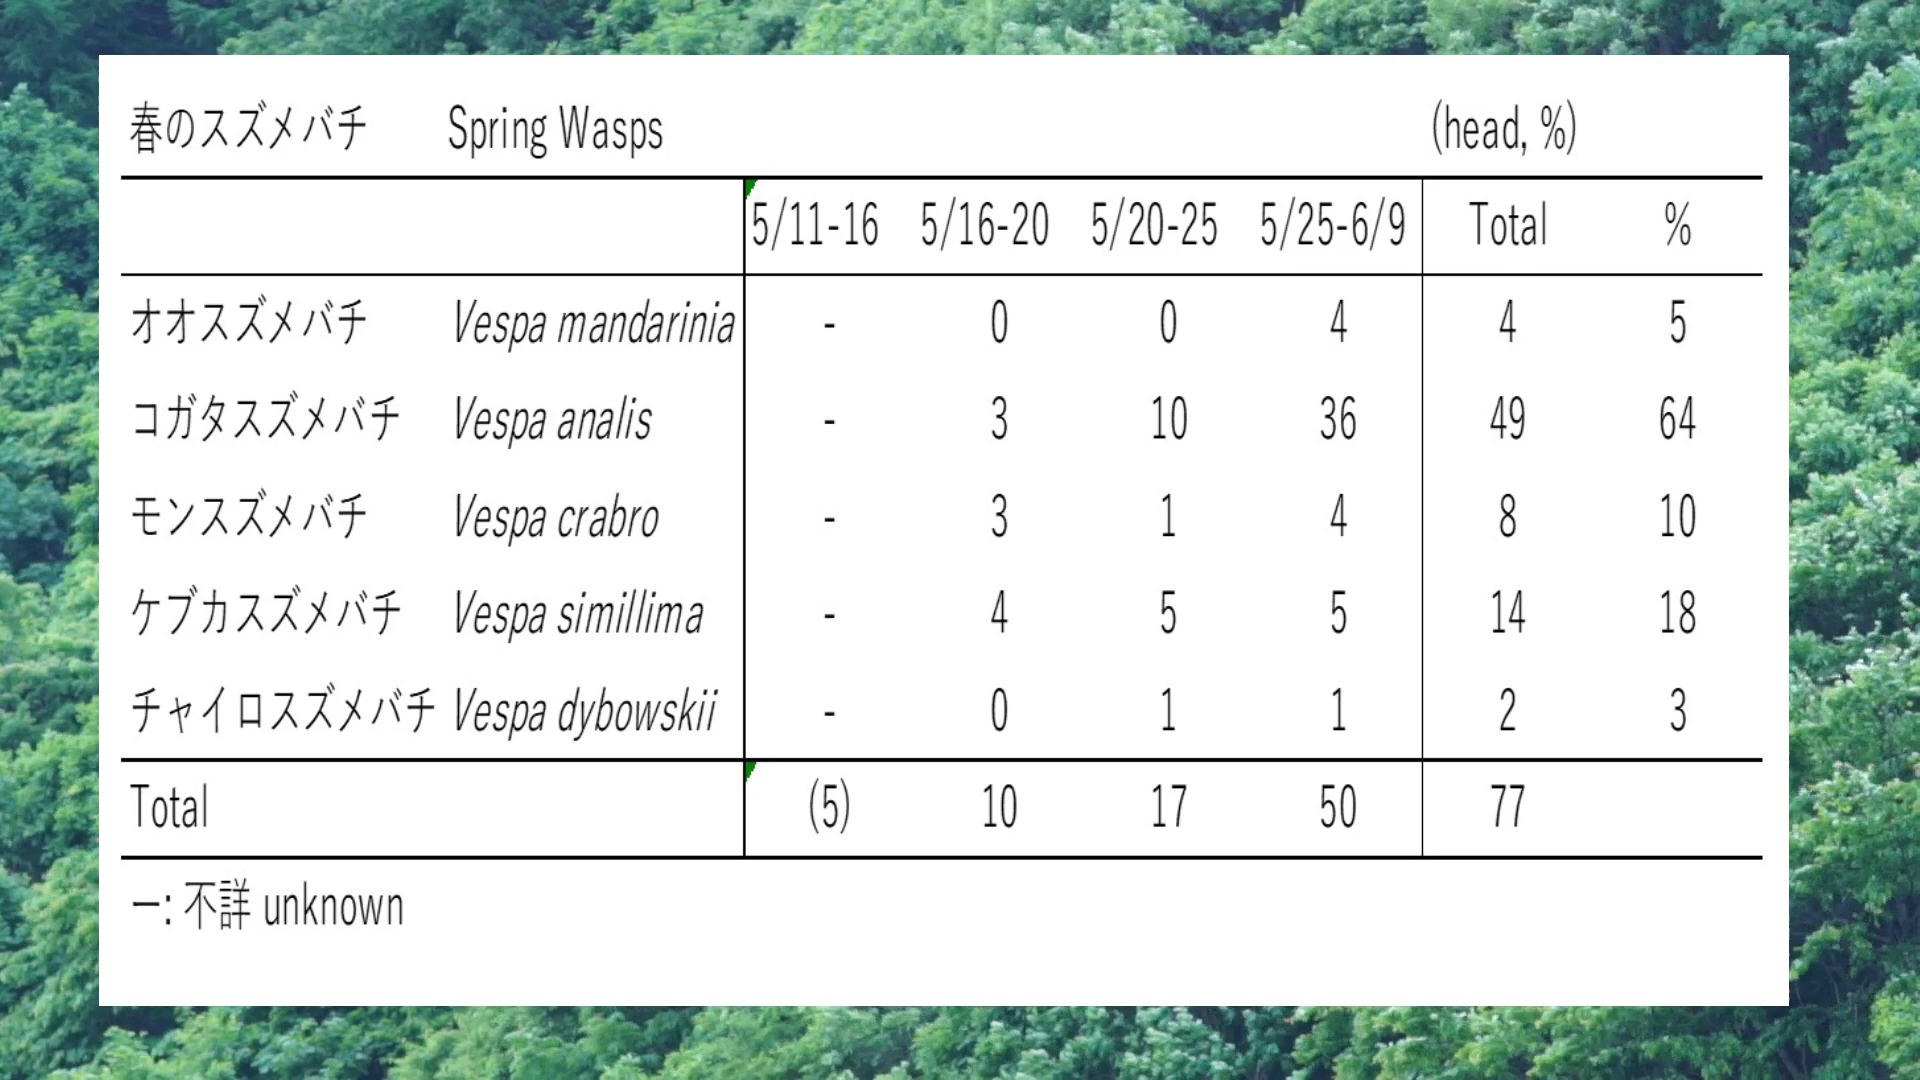 春のスズメバチ Spring Wasps (head, %)
5/11-16 5/16-20 5/20-25 5/25-6/9 Total %
オオスズメバチ Vespa mandarinia - 0 0 4 4 5
コガタスズメバチ Vespa analis - 3 10 36 49 64
モンスズメバチ Vespa crabro - 3 1 4 8 10
ケブカスズメバチ Vespa simillima - 4 5 5 14 18
チャイロスズメバチ Vespa dybowskii - 0 1 1 2 3
Total (5) 10 17 50 77
ー: 不詳 unknown